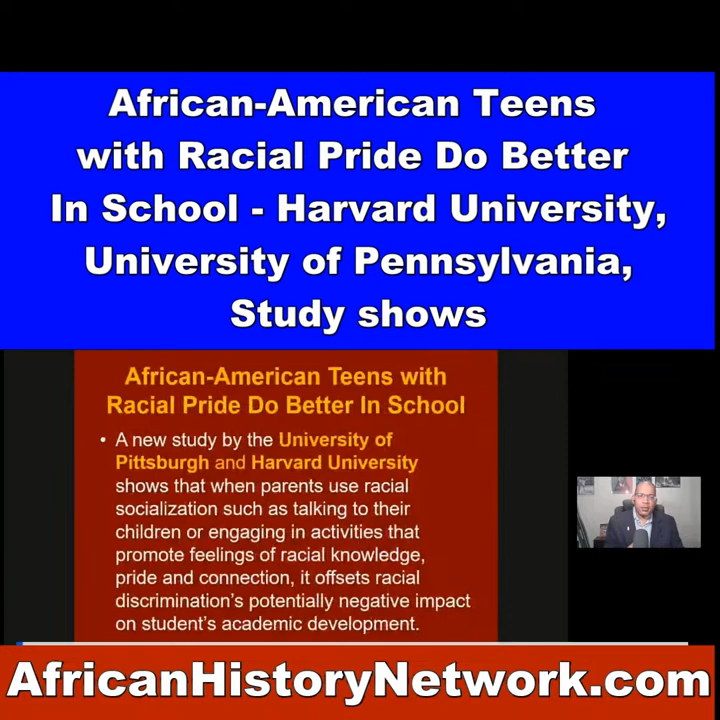 African-American Teens
with Racial Pride Do Better
In School - Harvard University,
University of Pennsylvania,
Study shows
African-American Teens with
Racial Pride Do Better In School
• A new study by the University of
Pittsburgh and Harvard University
shows that when parents use racial
socialization such as talking to their
children or engaging in activities that
promote feelings of racial knowledge,
pride and connection, it offsets racial
discrimination's potentially negative impact
on student's academic development.
AfricanHistoryNetwork.com